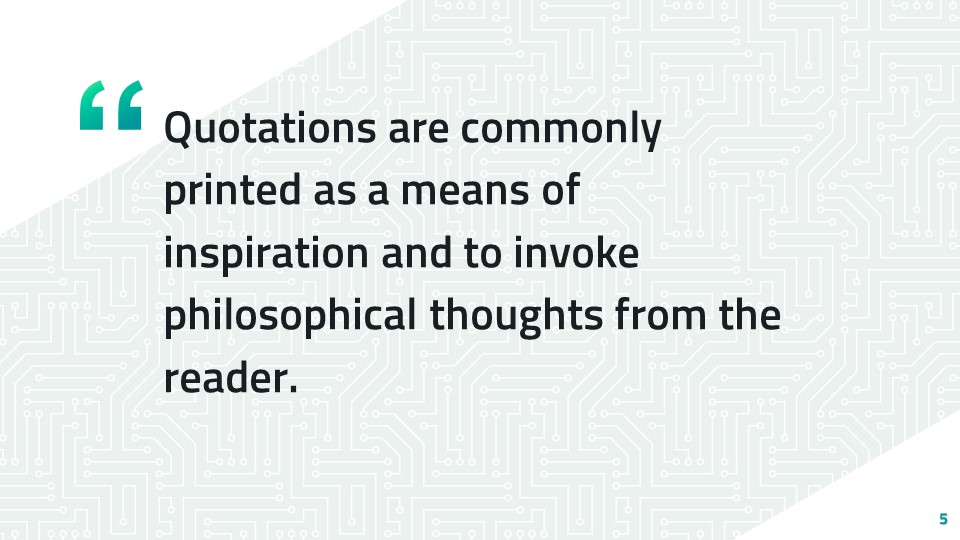 “
Quotations are commonly
printed as a means of
inspiration and to invoke
philosophical thoughts from the
reader.
5